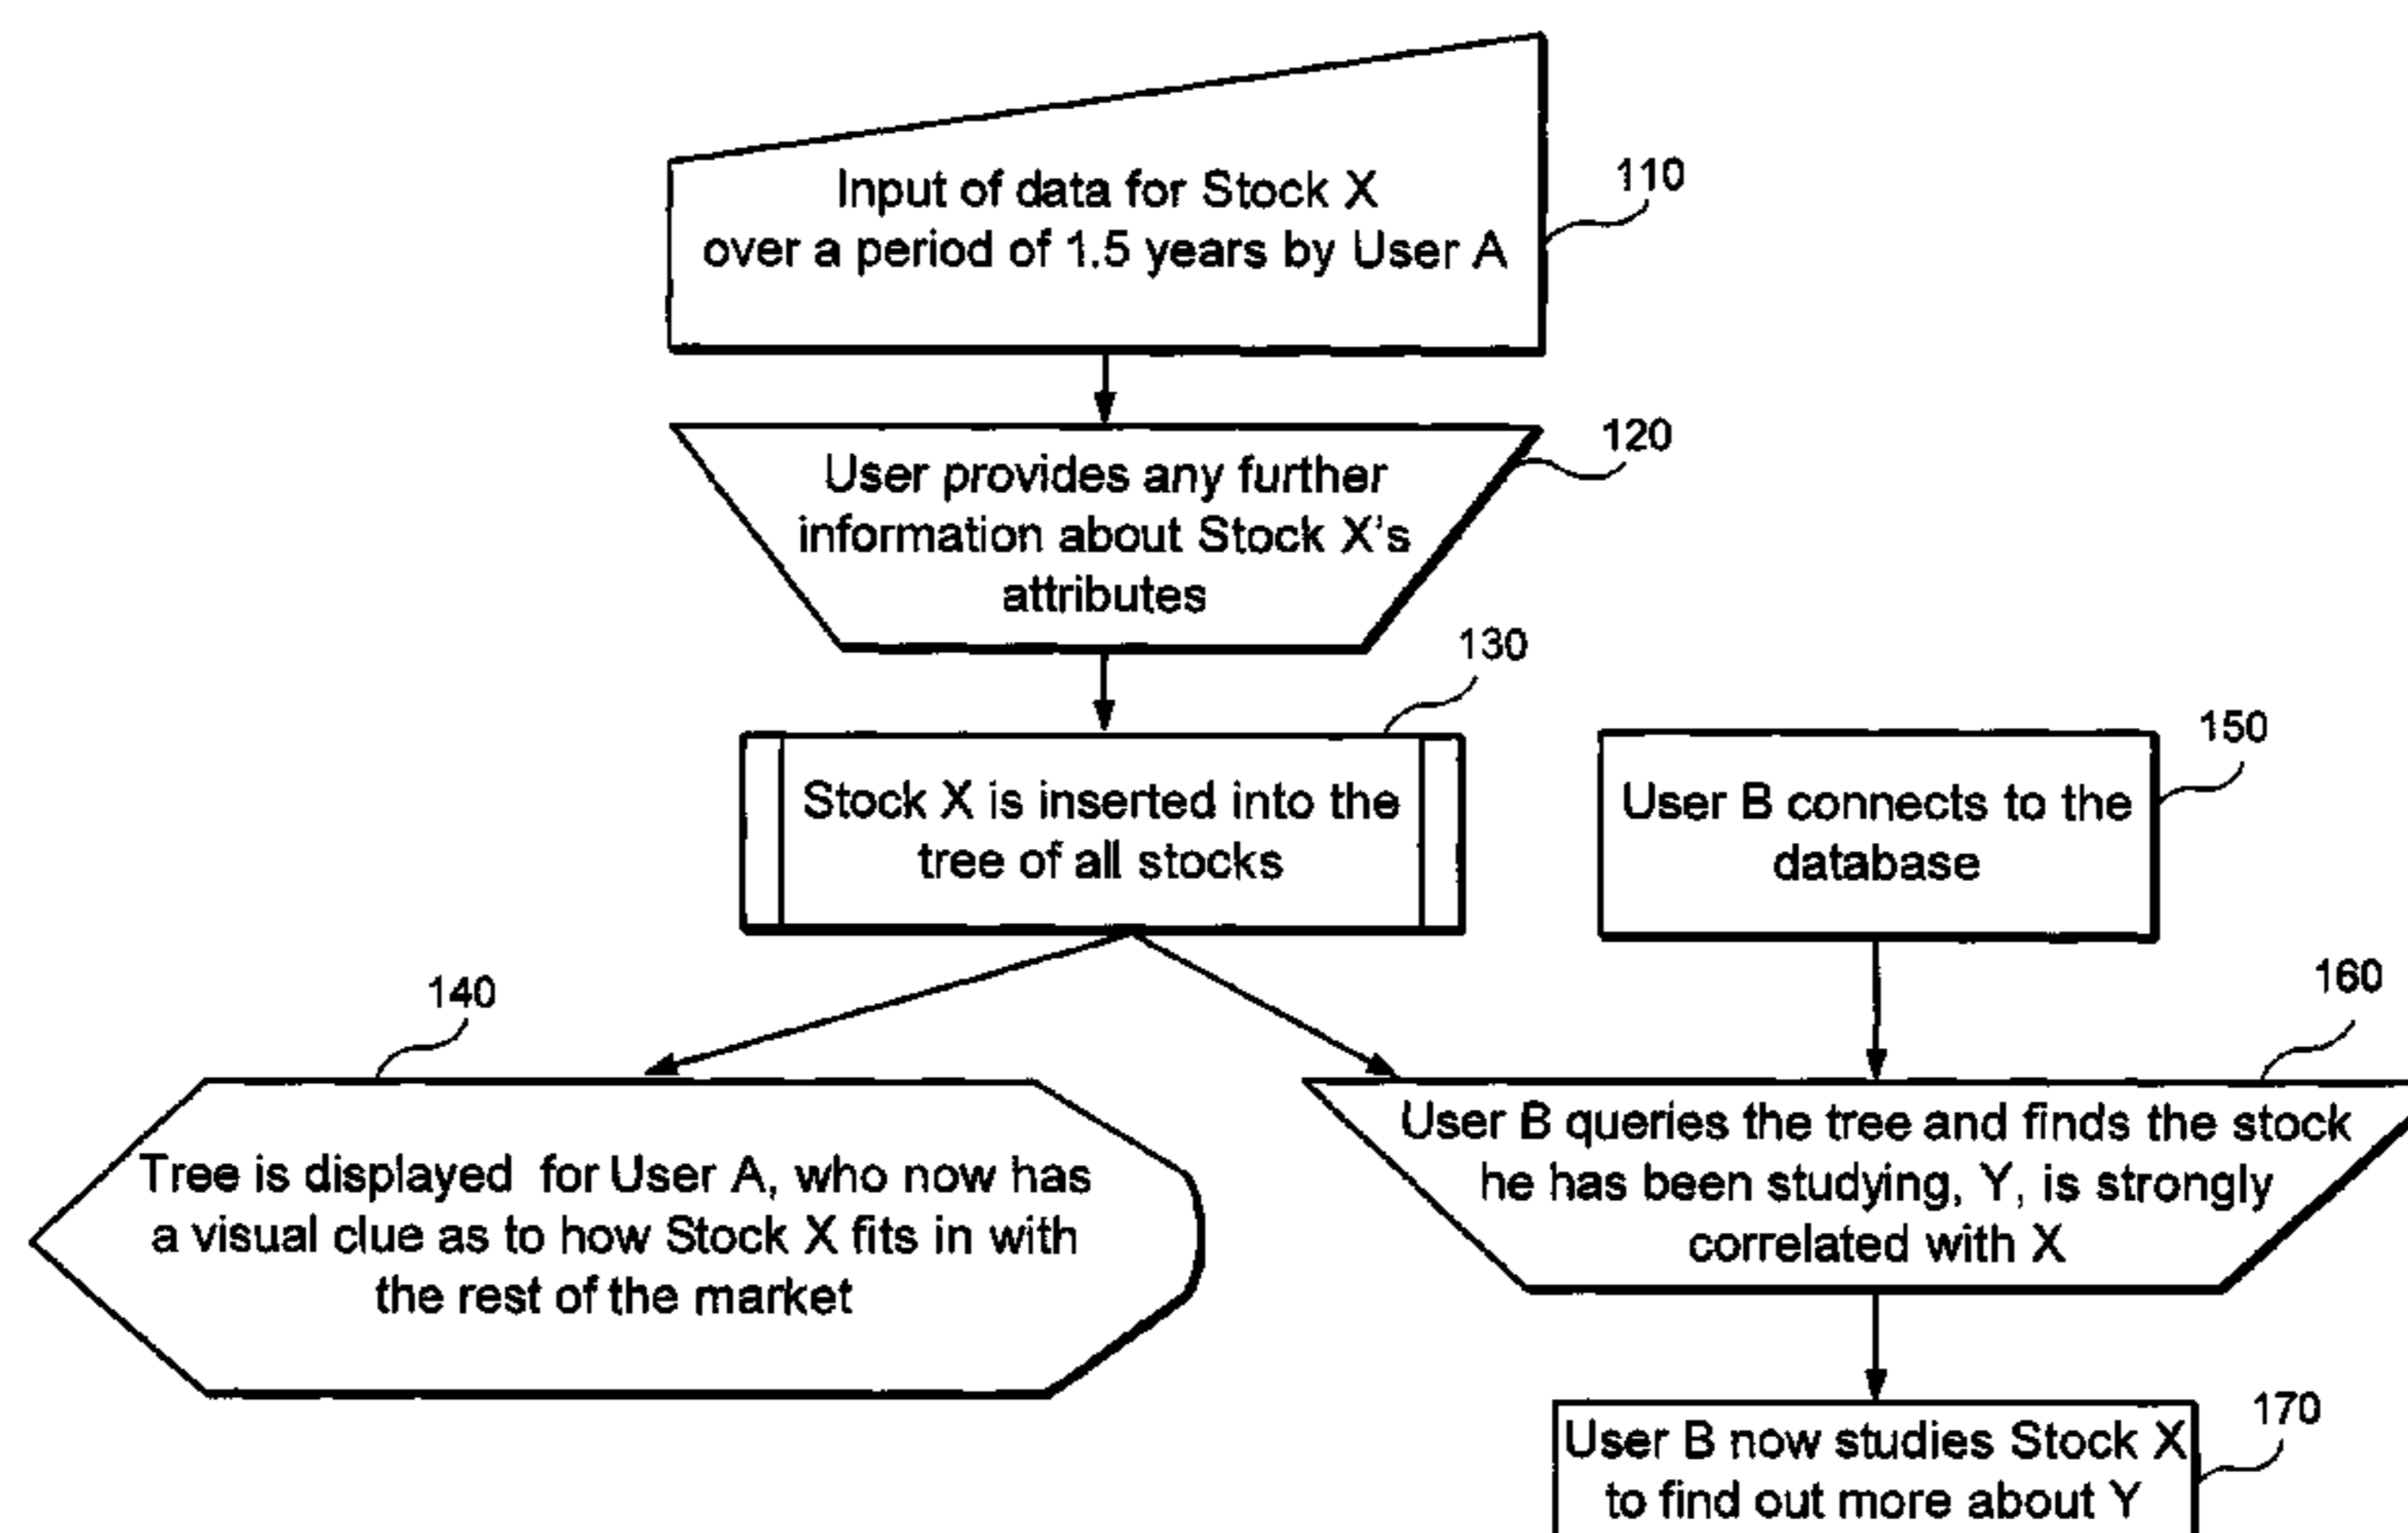 Input of data for Stock X
over a period of 1.5 years by User A
110
User provides any further
information about Stock X's
attributes
120
130
Stock X is inserted into the
tree of all stocks
150
User B connects to the
database
140
Tree is displayed for User A, who now has
a visual clue as to how Stock X fits in with
the rest of the market
160
User B queries the tree and finds the stock
he has been studying, Y, is strongly
correlated with X
170
User B now studies Stock X
to find out more about Y